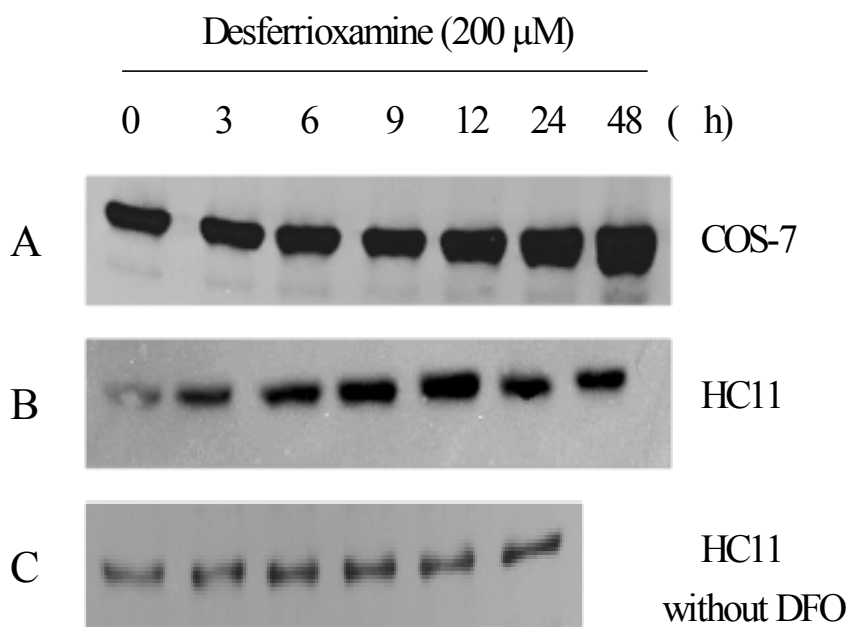 Desferrioxamine (200 μM)
0 3 6 9 12 24 48 ( h)
A COS-7
B HC11
C HC11
without DFO